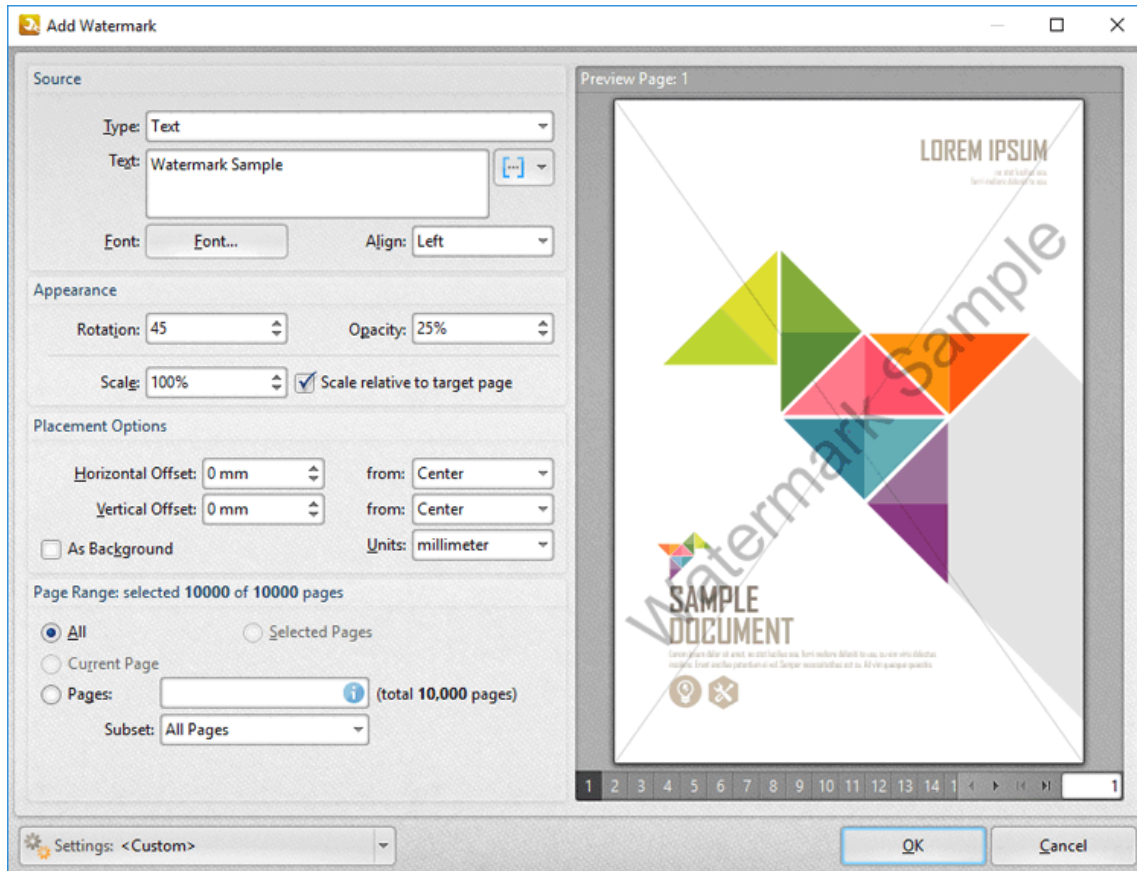 Add Watermark
Source
Type: Text
Text: Watermark Sample
Font: Font... Align: Left
Appearance
Rotation: 45 Opacity: 25%
Scale: 100% Scale relative to target page
Placement Options
Horizontal Offset: 0 mm from: Center
Vertical Offset: 0 mm from: Center
As Background Units: millimeter
Page Range: selected 10000 of 10000 pages
All Selected Pages
Current Page
Pages: (total 10,000 pages)
Subset: All Pages
Settings: <Custom>
Preview Page: 1
LOREM IPSUM
Watermark Sample
SAMPLE
DOCUMENT
1 2 3 4 5 6 7 8 9 10 11 12 13 14 1 1
OK Cancel